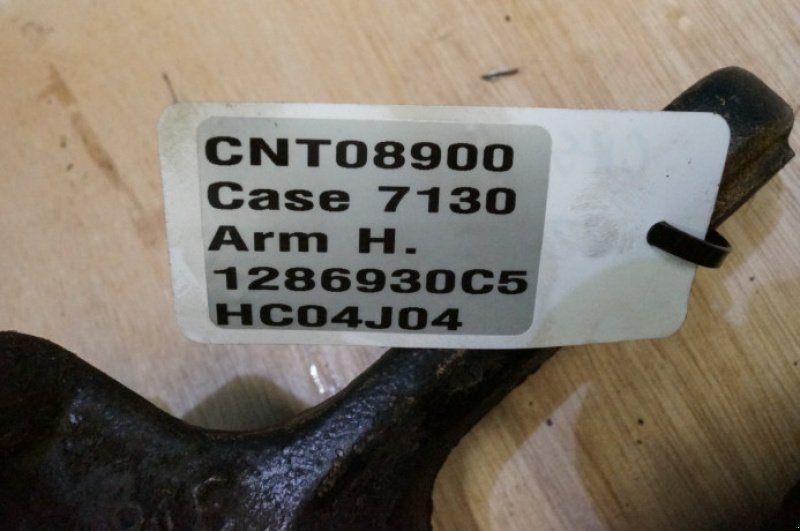 CNT08900
Case 7130
Arm H.
1286930C5
HC04J04